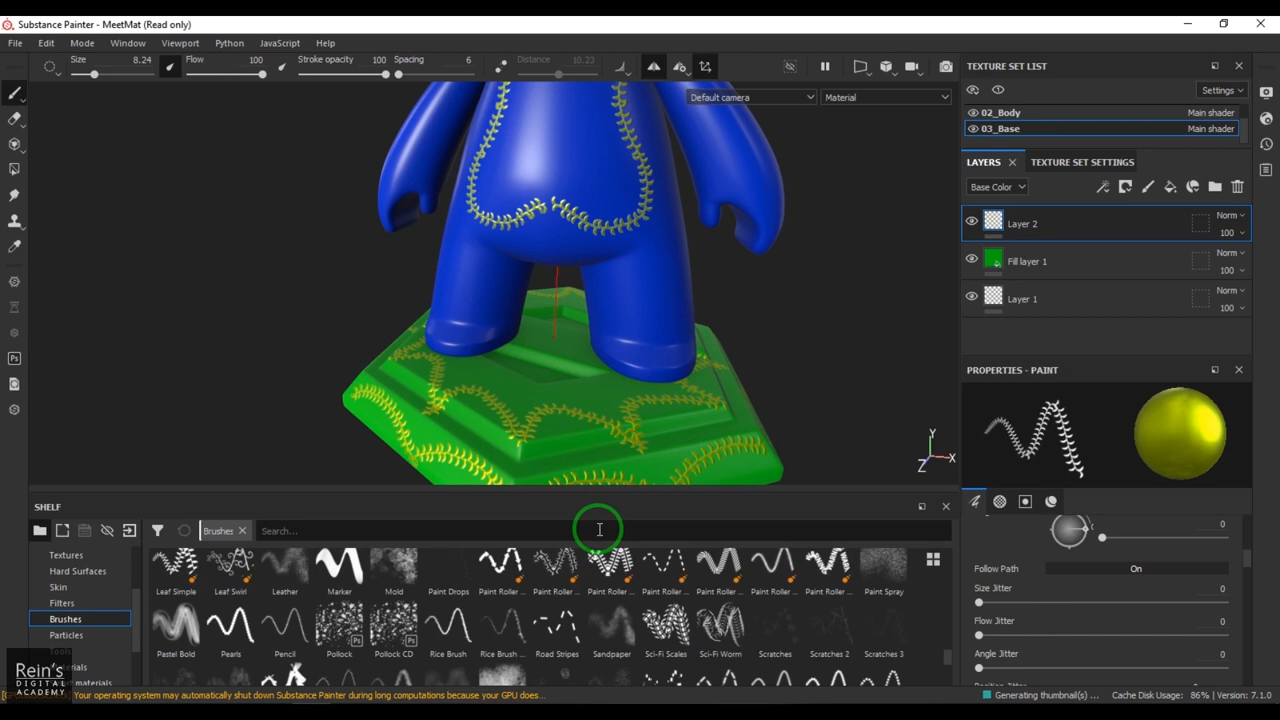 Substance Painter - MeetMat (Read only)
File Edit Mode Window Viewport Python JavaScript Help
Size 8.24 Flow 100 Stroke opacity 100 Spacing 6 Distance 10.23
Default camera Material
TEXTURE SET LIST
Settings
02_Body Main shader
03_Base Main shader
LAYERS TEXTURE SET SETTINGS
Base Color
Layer 2 Norm 100
Fill layer 1 Norm 100
Layer 1 Norm 100
PROPERTIES - PAINT
0
Follow Path On
Size Jitter 0
Flow Jitter 0
Angle Jitter 0
Y
X
Z
SHELF
Brushes Search...
Textures
Hard Surfaces
Skin
Filters
Brushes
Particles
Leaf Simple Leaf Swirl Leather Marker Mold Paint Drops Paint Roller ... Paint Roller ... Paint Roller ... Paint Roller ... Paint Roller ... Paint Roller ... Paint Roller ... Paint Spray
Pastel Bold Pearls Pencil Pollock Pollock CD Rice Brush Rice Brush ... Road Stripes Sandpaper Sci-Fi Scales Sci-Fi Worm Scratches Scratches 2 Scratches 3
Ps Ps
Ps
Rein's
DIGITAL
ACADEMY
Your operating system may automatically shut down Substance Painter during long computations because your GPU does...
Generating thumbnail(s) ... Cache Disk Usage: 86% | Version: 7.1.0